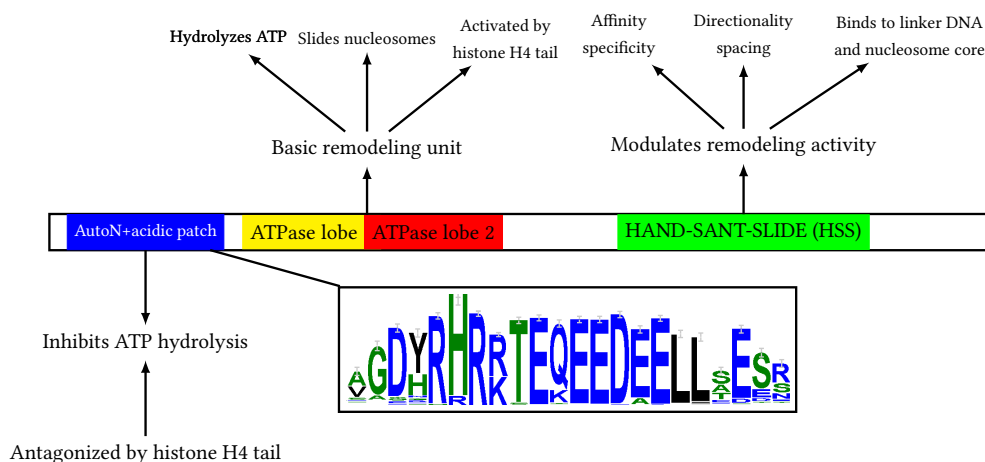 Hydrolyzes ATP
Slides nucleosomes
Activated by
histone H4 tail
Affinity
specificity
Directionality
spacing
Binds to linker DNA
and nucleosome core
Basic remodeling unit
Modulates remodeling activity
AutoN+acidic patch
ATPase lobe
ATPase lobe 2
HAND-SANT-SLIDE (HSS)
Inhibits ATP hydrolysis
AGDYRHRRTEQEEDEELLSESR
Antagonized by histone H4 tail